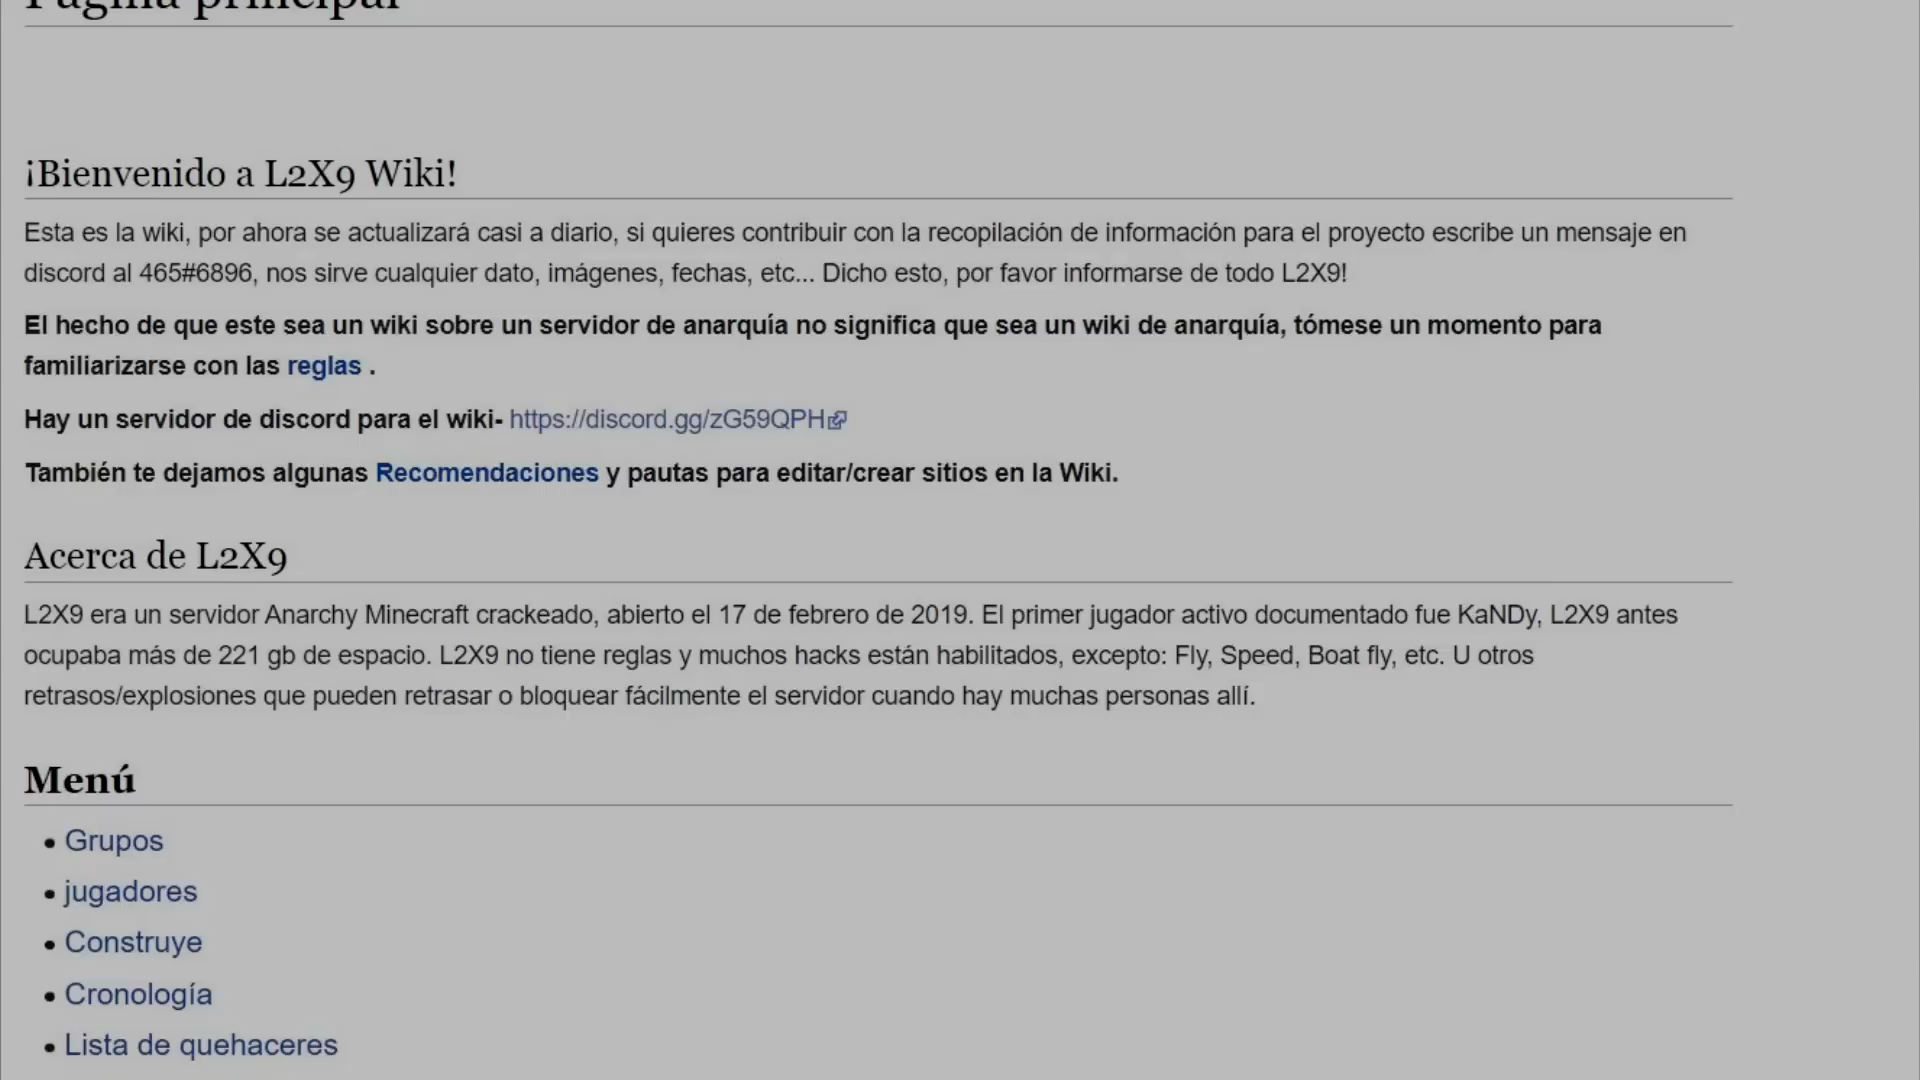 Página principal
¡Bienvenido a L2X9 Wiki!
Esta es la wiki, por ahora se actualizará casi a diario, si quieres contribuir con la recopilación de información para el proyecto escribe un mensaje en
discord al 465#6896, nos sirve cualquier dato, imágenes, fechas, etc... Dicho esto, por favor informarse de todo L2X9!
El hecho de que este sea un wiki sobre un servidor de anarquía no significa que sea un wiki de anarquía, tómese un momento para
familiarizarse con las reglas .
Hay un servidor de discord para el wiki- https://discord.gg/zG59QPH
También te dejamos algunas Recomendaciones y pautas para editar/crear sitios en la Wiki.
Acerca de L2X9
L2X9 era un servidor Anarchy Minecraft crackeado, abierto el 17 de febrero de 2019. El primer jugador activo documentado fue KaNDy, L2X9 antes
ocupaba más de 221 gb de espacio. L2X9 no tiene reglas y muchos hacks están habilitados, excepto: Fly, Speed, Boat fly, etc. U otros
retrasos/explosiones que pueden retrasar o bloquear fácilmente el servidor cuando hay muchas personas allí.
Menú
• Grupos
• jugadores
• Construye
• Cronología
• Lista de quehaceres